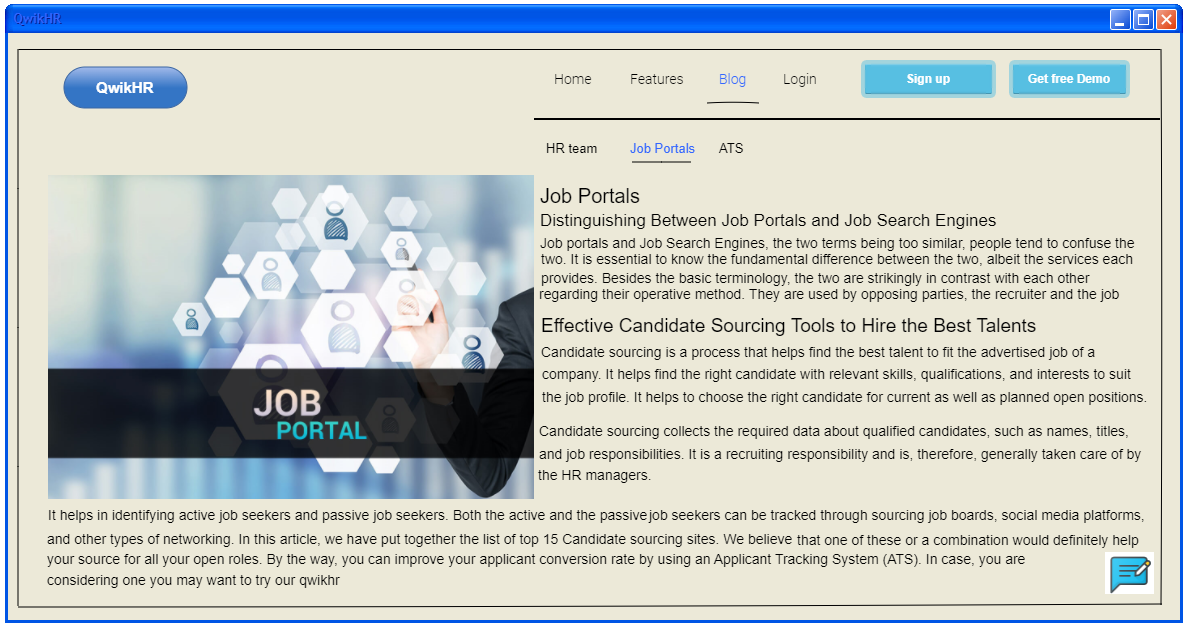 QwikHR
QwikHR
Home Features Blog Login Sign up Get free Demo
HR team Job Portals ATS
JOB
PORTAL
Job Portals
Distinguishing Between Job Portals and Job Search Engines
Job portals and Job Search Engines, the two terms being too similar, people tend to confuse the
two. It is essential to know the fundamental difference between the two, albeit the services each
provides. Besides the basic terminology, the two are strikingly in contrast with each other
regarding their operative method. They are used by opposing parties, the recruiter and the job
Effective Candidate Sourcing Tools to Hire the Best Talents
Candidate sourcing is a process that helps find the best talent to fit the advertised job of a
company. It helps find the right candidate with relevant skills, qualifications, and interests to suit
the job profile. It helps to choose the right candidate for current as well as planned open positions.
Candidate sourcing collects the required data about qualified candidates, such as names, titles,
and job responsibilities. It is a recruiting responsibility and is, therefore, generally taken care of by
the HR managers.
It helps in identifying active job seekers and passive job seekers. Both the active and the passive job seekers can be tracked through sourcing job boards, social media platforms,
and other types of networking. In this article, we have put together the list of top 15 Candidate sourcing sites. We believe that one of these or a combination would definitely help
your source for all your open roles. By the way, you can improve your applicant conversion rate by using an Applicant Tracking System (ATS). In case, you are
considering one you may want to try our qwikhr